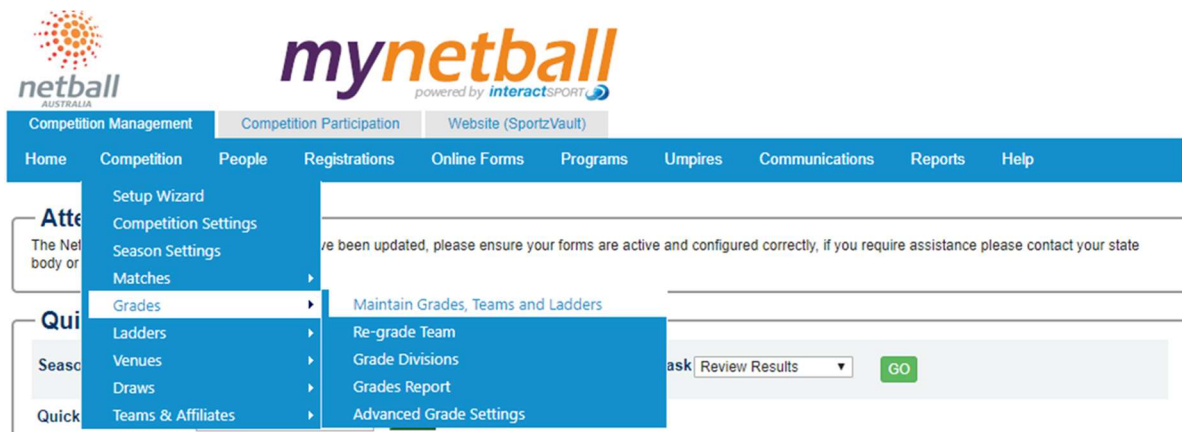 netball
AUSTRALIA
mynetball
powered by interactSPORT
Competition Management Competition Participation Website (SportzVault)
Home Competition People Registrations Online Forms Programs Umpires Communications Reports Help
Setup Wizard
Competition Settings
Season Settings
Matches
Grades
Ladders
Venues
Draws
Teams & Affiliates
Maintain Grades, Teams and Ladders
Re-grade Team
Grade Divisions
Grades Report
Advanced Grade Settings
Atte
The Net ve been updated, please ensure your forms are active and configured correctly, if you require assistance please contact your state
body or
Qui
Seaso ask Review Results GO
Quick